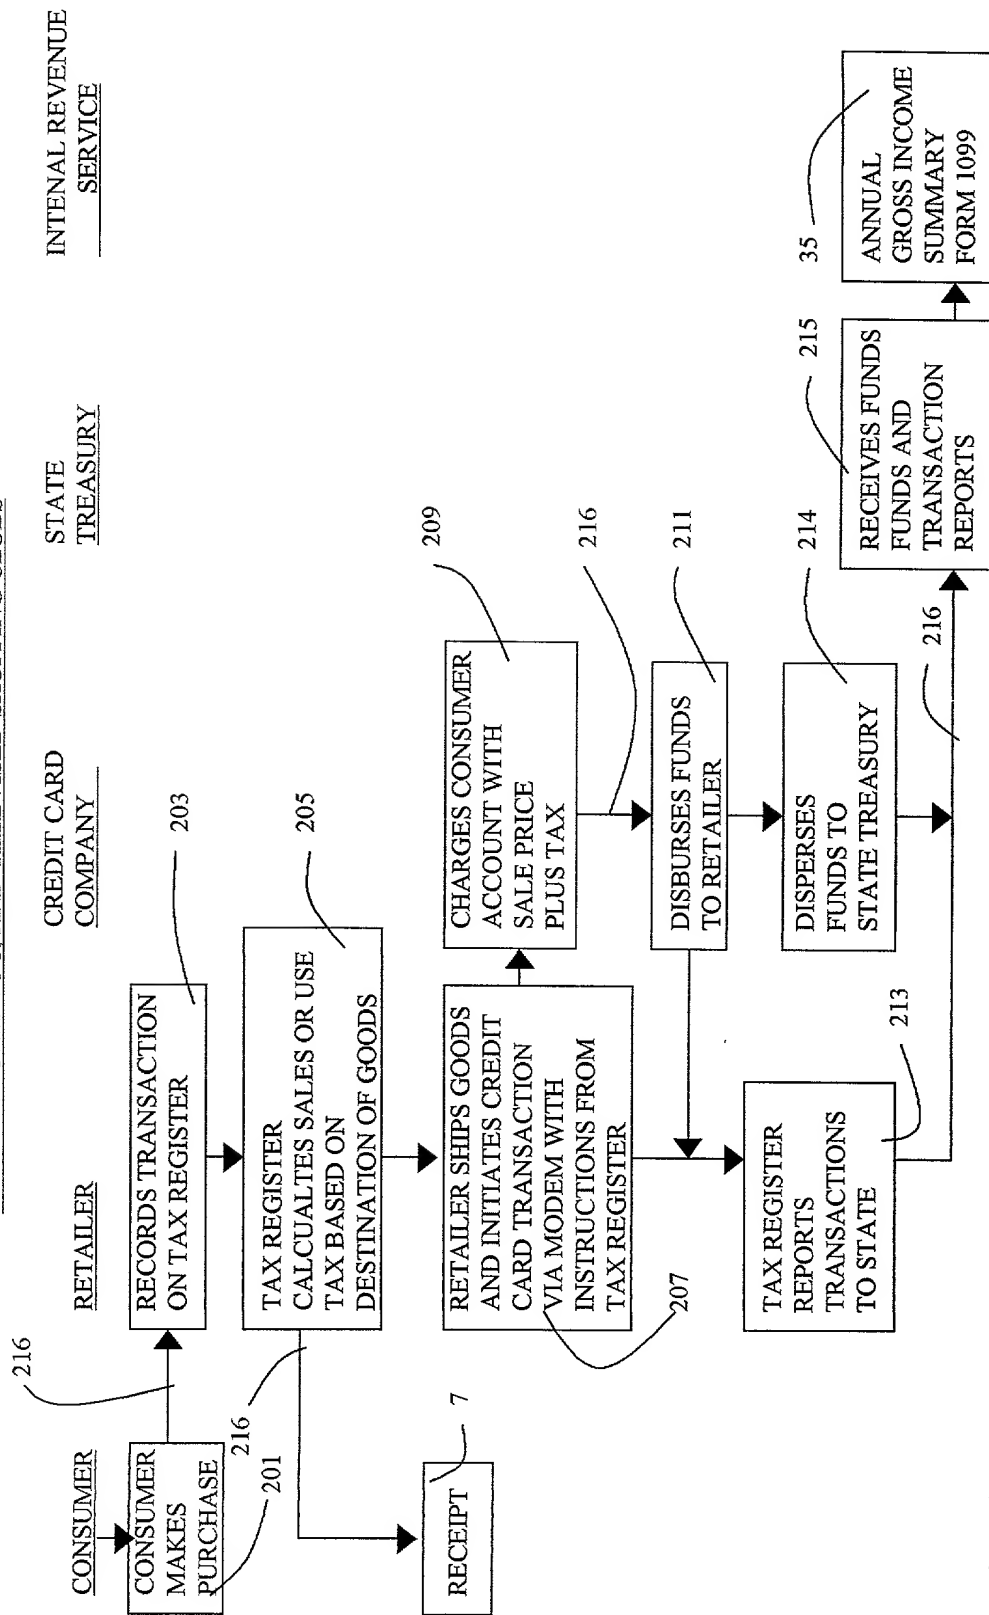 CONSUMER
RETAILER
CREDIT CARD
COMPANY
STATE
TREASURY
INTENAL REVENUE
SERVICE
216
CONSUMER
MAKES
PURCHASE
201
RECORDS TRANSACTION
ON TAX REGISTER
203
TAX REGISTER
CALCUALTES SALES OR USE
TAX BASED ON
DESTINATION OF GOODS
205
216
RECEIPT
7
RETAILER SHIPS GOODS
AND INITIATES CREDIT
CARD TRANSACTION
VIA MODEM WITH
INSTRUCTIONS FROM
TAX REGISTER
207
CHARGES CONSUMER
ACCOUNT WITH
SALE PRICE
PLUS TAX
209
216
DISBURSES FUNDS
TO RETAILER
211
TAX REGISTER
REPORTS
TRANSACTIONS
TO STATE
213
DISPERSES
FUNDS TO
STATE TREASURY
214
216
RECEIVES FUNDS
FUNDS AND
TRANSACTION
REPORTS
215
ANNUAL
GROSS INCOME
SUMMARY
FORM 1099
35